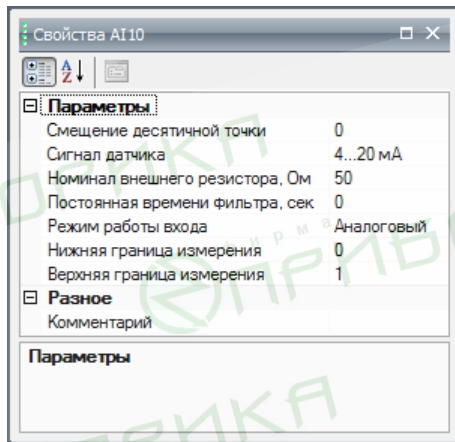 Свойства AI10
Параметры
Смещение десятичной точки 0
Сигнал датчика 4...20 мА
Номинал внешнего резистора, Ом 50
Постоянная времени фильтра, сек 0
Режим работы входа Аналоговый
Нижняя граница измерения 0
Верхняя граница измерения 1
Разное
Комментарий
Параметры